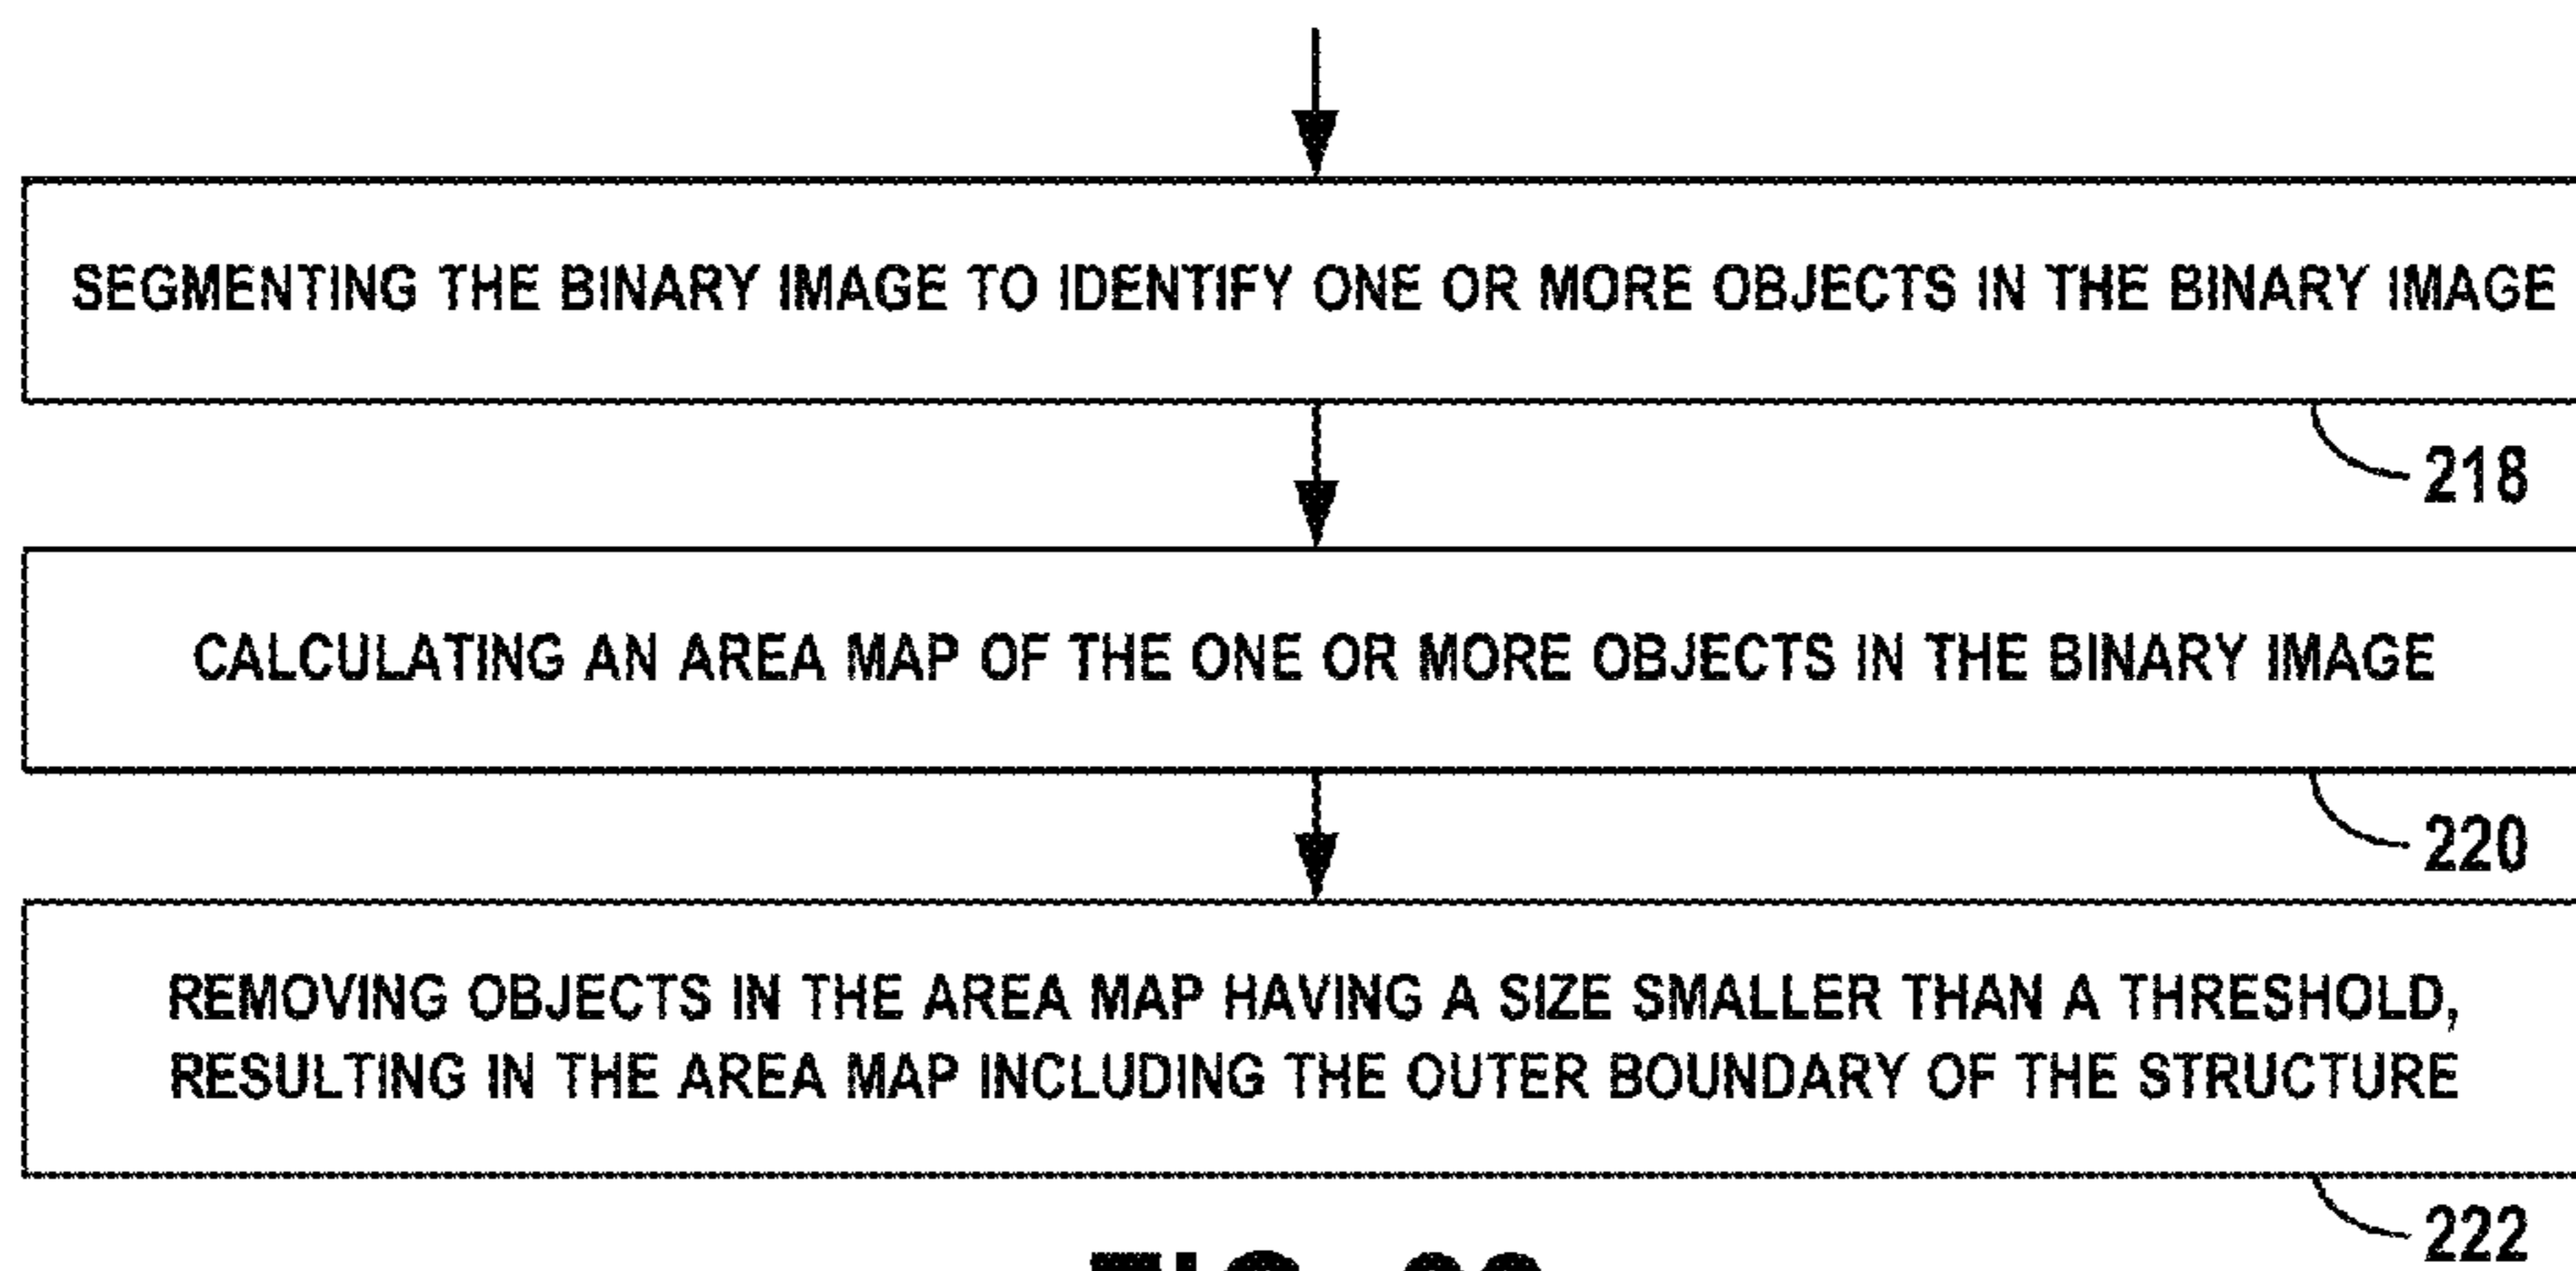 SEGMENTING THE BINARY IMAGE TO IDENTIFY ONE OR MORE OBJECTS IN THE BINARY IMAGE
218
CALCULATING AN AREA MAP OF THE ONE OR MORE OBJECTS IN THE BINARY IMAGE
220
REMOVING OBJECTS IN THE AREA MAP HAVING A SIZE SMALLER THAN A THRESHOLD,
RESULTING IN THE AREA MAP INCLUDING THE OUTER BOUNDARY OF THE STRUCTURE
222